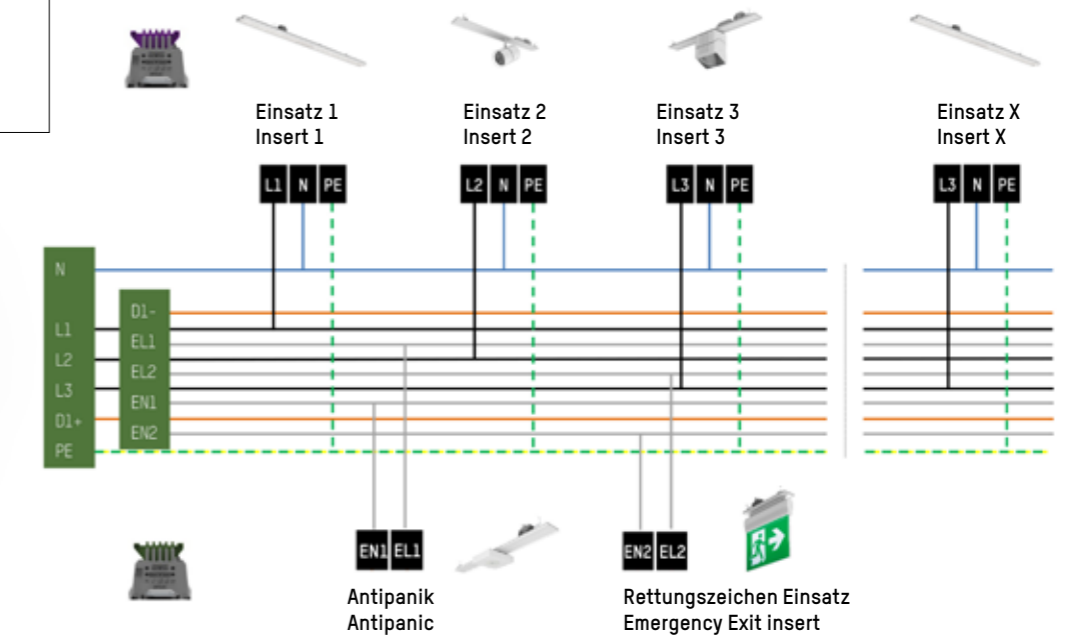 Einsatz 1
Insert 1
Einsatz 2
Insert 2
Einsatz 3
Insert 3
Einsatz X
Insert X
L1 N PE
L2 N PE
L3 N PE
L3 N PE
N
L1
L2
L3
D1+
PE
D1-
EL1
EL2
EN1
EN2
EN1 EL1
EN2 EL2
Antipanik
Antipanic
Rettungszeichen Einsatz
Emergency Exit insert